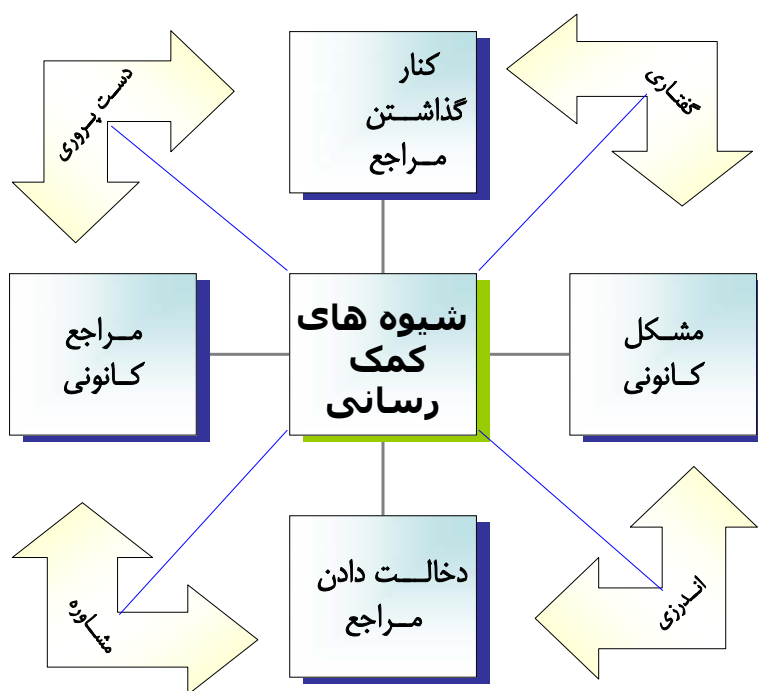 کنار
گذاشتن
مراجع
گفتاری
دست پروری
مشکل
کانونی
شیوه های
کمک
رسانی
مراجع
کانونی
دخالت دادن
مراجع
اندرزی
مشاوره